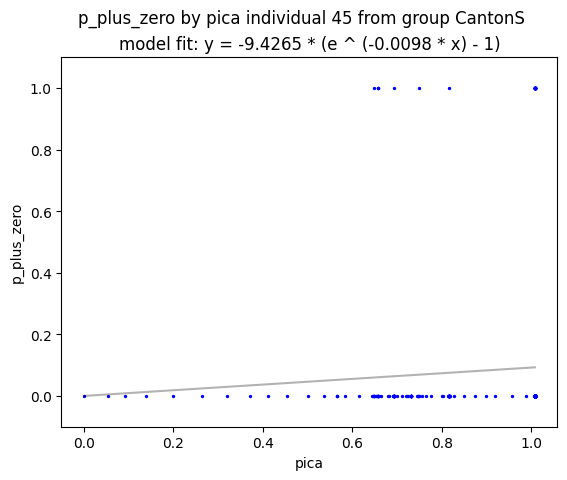 p_plus_zero by pica individual 45 from group CantonS
model fit: y = -9.4265 * (e ^ (-0.0098 * x) - 1)
1.0
0.8
0.6
0.4
0.2
0.0
p_plus_zero
0.0 0.2 0.4 0.6 0.8 1.0
pica